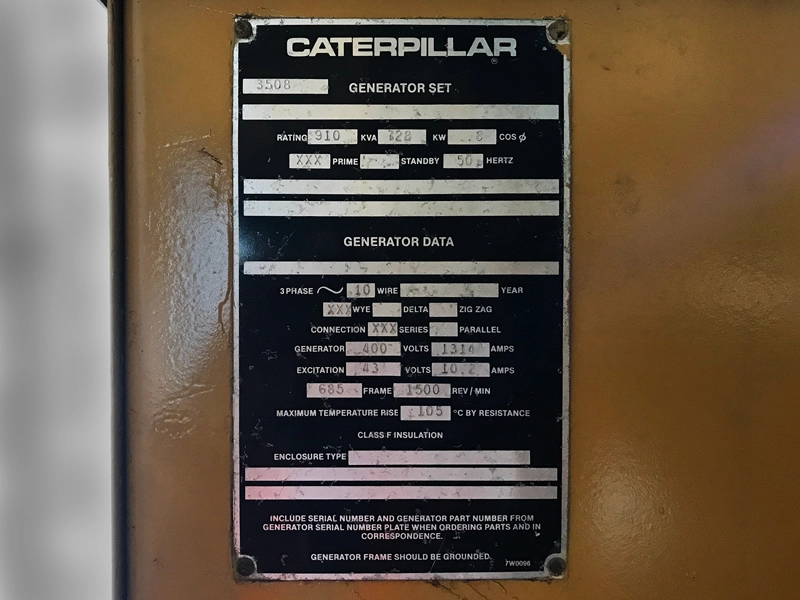 CATERPILLAR
®
3508 GENERATOR SET
RATING 910 KVA 728 KW .8 COS ø
XXX PRIME STANDBY 50 HERTZ
GENERATOR DATA
3 PHASE 10 WIRE YEAR
XXX WYE DELTA ZIG ZAG
CONNECTION XXX SERIES PARALLEL
GENERATOR 400 VOLTS 1314 AMPS
EXCITATION 43 VOLTS 10.2 AMPS
685 FRAME 1500 REV/MIN
MAXIMUM TEMPERATURE RISE 105 °C BY RESISTANCE
CLASS F INSULATION
ENCLOSURE TYPE
INCLUDE SERIAL NUMBER AND GENERATOR PART NUMBER FROM
GENERATOR SERIAL NUMBER PLATE WHEN ORDERING PARTS AND IN
CORRESPONDENCE.
GENERATOR FRAME SHOULD BE GROUNDED.
7W0096